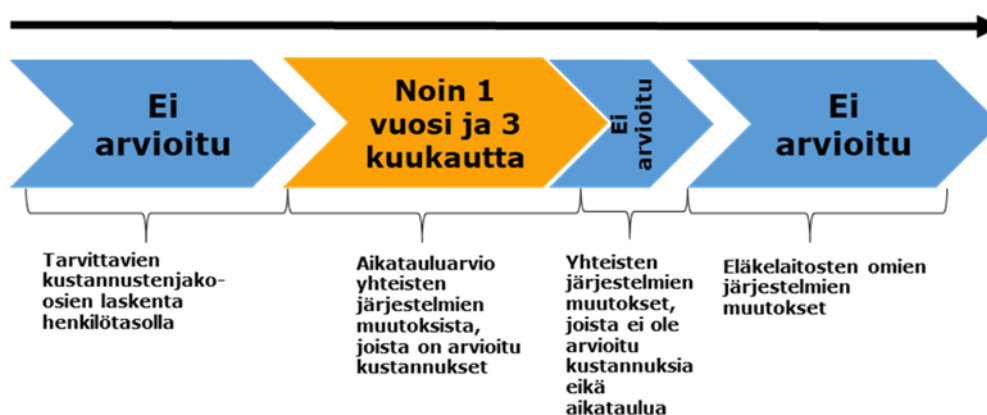 Ei
arvioitu
Noin 1
vuosi ja 3
kuukautta
Ei
arvioitu
Ei
arvioitu
Tarvittavien
kustannustenjako-
osien laskenta
henkilötasolla
Aikatauluarvio
yhteisten
järjestelmien
muutoksista,
joista on arvioitu
kustannukset
Yhteisten
järjestelmien
muutokset,
joista ei ole
arvioitu
kustannuksia
eikä
aikataulua
Eläkelaitosten omien
järjestelmien
muutokset